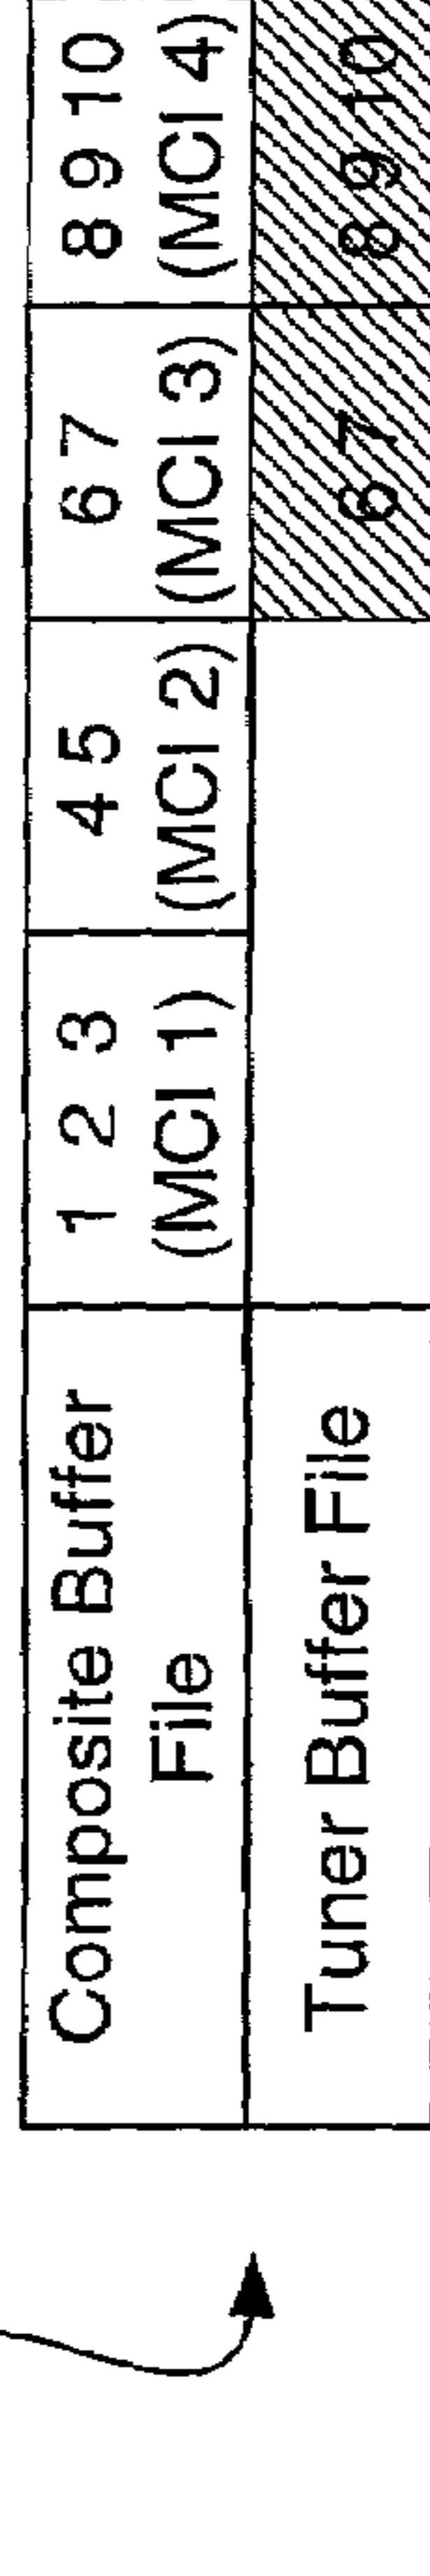 Composite Buffer
File
1 2 3
(MCI 1)
4 5
(MCI 2)
6 7
(MCI 3)
8 9 10
(MCI 4)
Tuner Buffer File
6 7
8 9 10